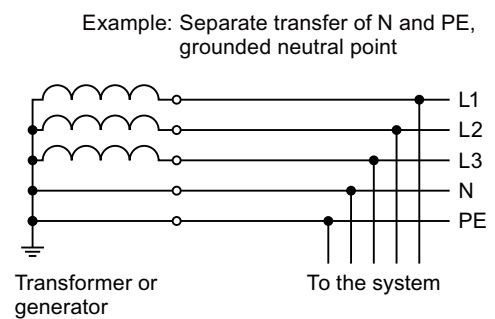 Example: Separate transfer of N and PE,
grounded neutral point
L1
L2
L3
N
PE
Transformer or
generator
To the system